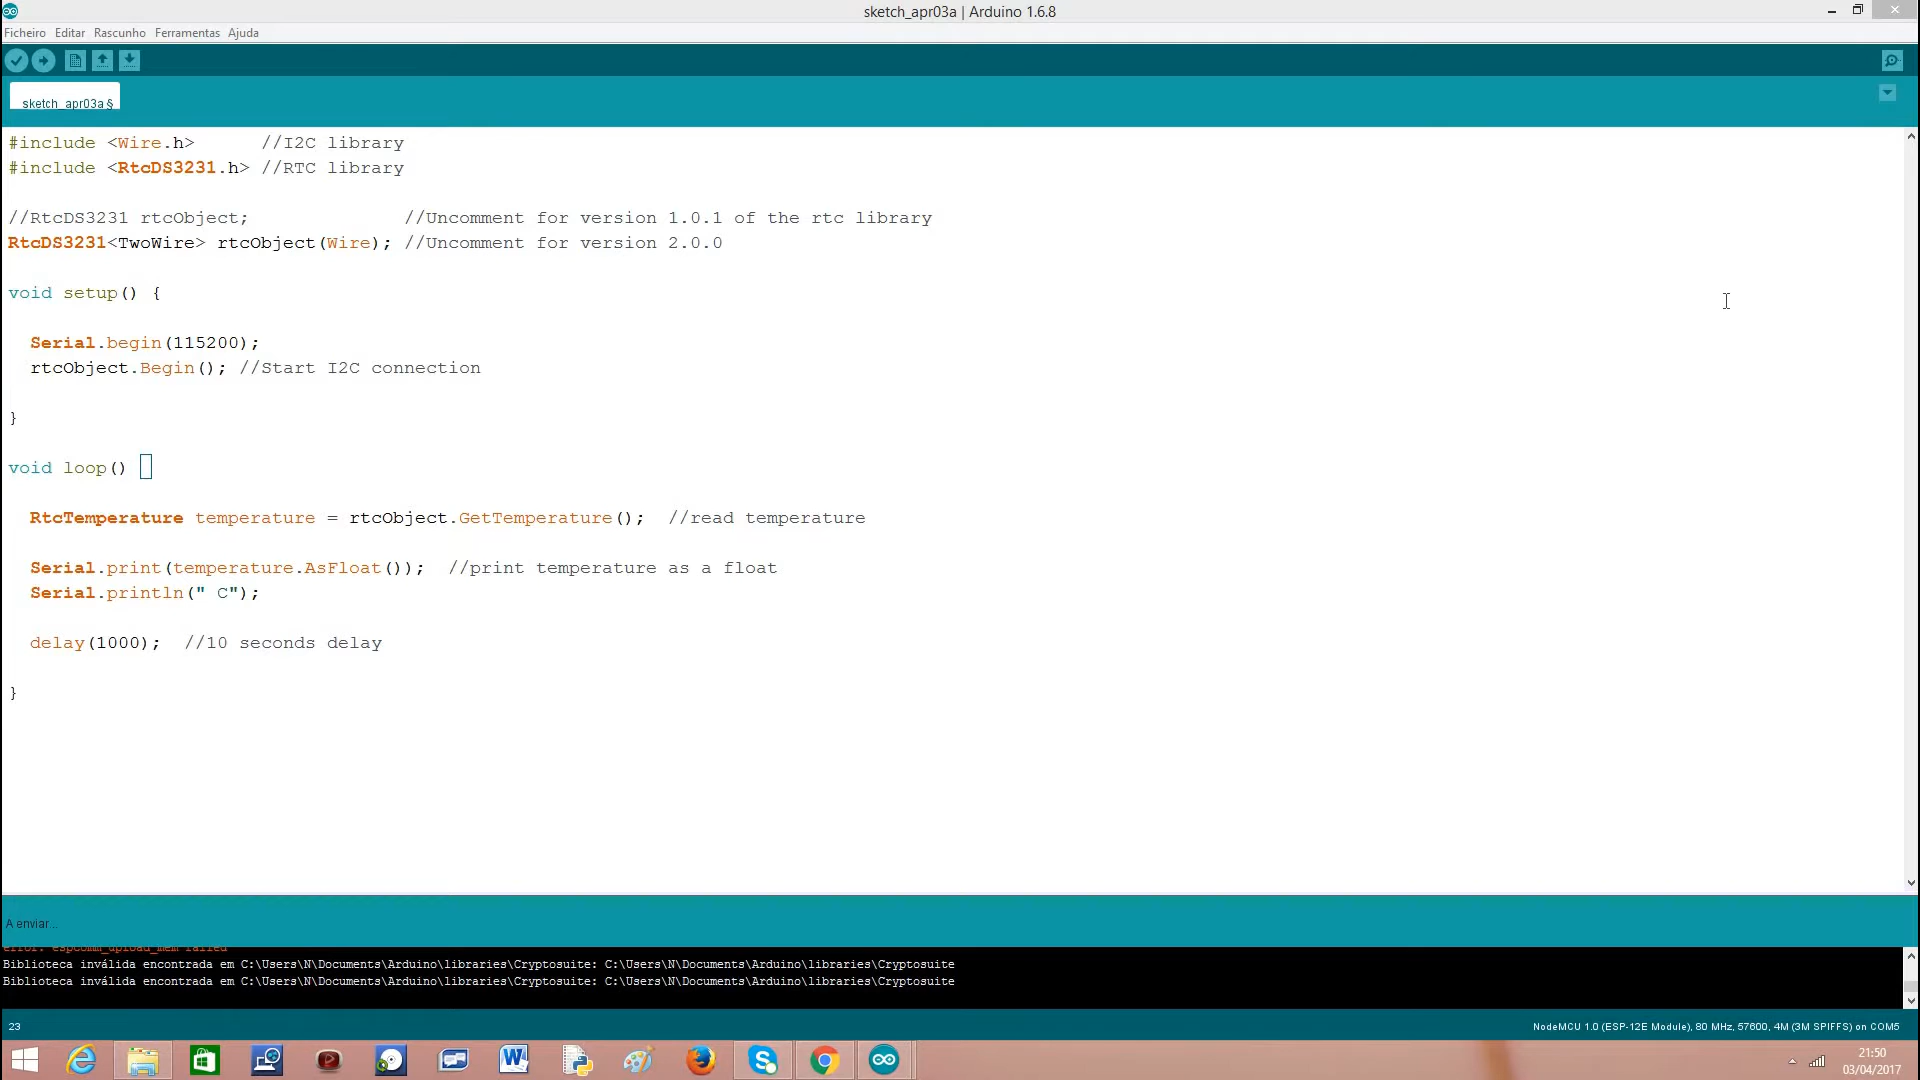 sketch_apr03a | Arduino 1.6.8
Ficheiro Editar Rascunho Ferramentas Ajuda
sketch_apr03a §
#include <Wire.h>      //I2C library
#include <RtcDS3231.h> //RTC library
//RtcDS3231 rtcObject;              //Uncomment for version 1.0.1 of the rtc library
RtcDS3231<TwoWire> rtcObject(Wire); //Uncomment for version 2.0.0
void setup() {
  Serial.begin(115200);
  rtcObject.Begin(); //Start I2C connection
}
void loop()
  RtcTemperature temperature = rtcObject.GetTemperature();  //read temperature
  Serial.print(temperature.AsFloat());  //print temperature as a float
  Serial.println(" C");
  delay(1000);  //10 seconds delay
}
A enviar...
error: espcomm_upload_mem failed
Biblioteca inválida encontrada em C:\Users\N\Documents\Arduino\libraries\Cryptosuite: C:\Users\N\Documents\Arduino\libraries\Cryptosuite
Biblioteca inválida encontrada em C:\Users\N\Documents\Arduino\libraries\Cryptosuite: C:\Users\N\Documents\Arduino\libraries\Cryptosuite
23 NodeMCU 1.0 (ESP-12E Module), 80 MHz, 57600, 4M (3M SPIFFS) on COM5
21:50
03/04/2017